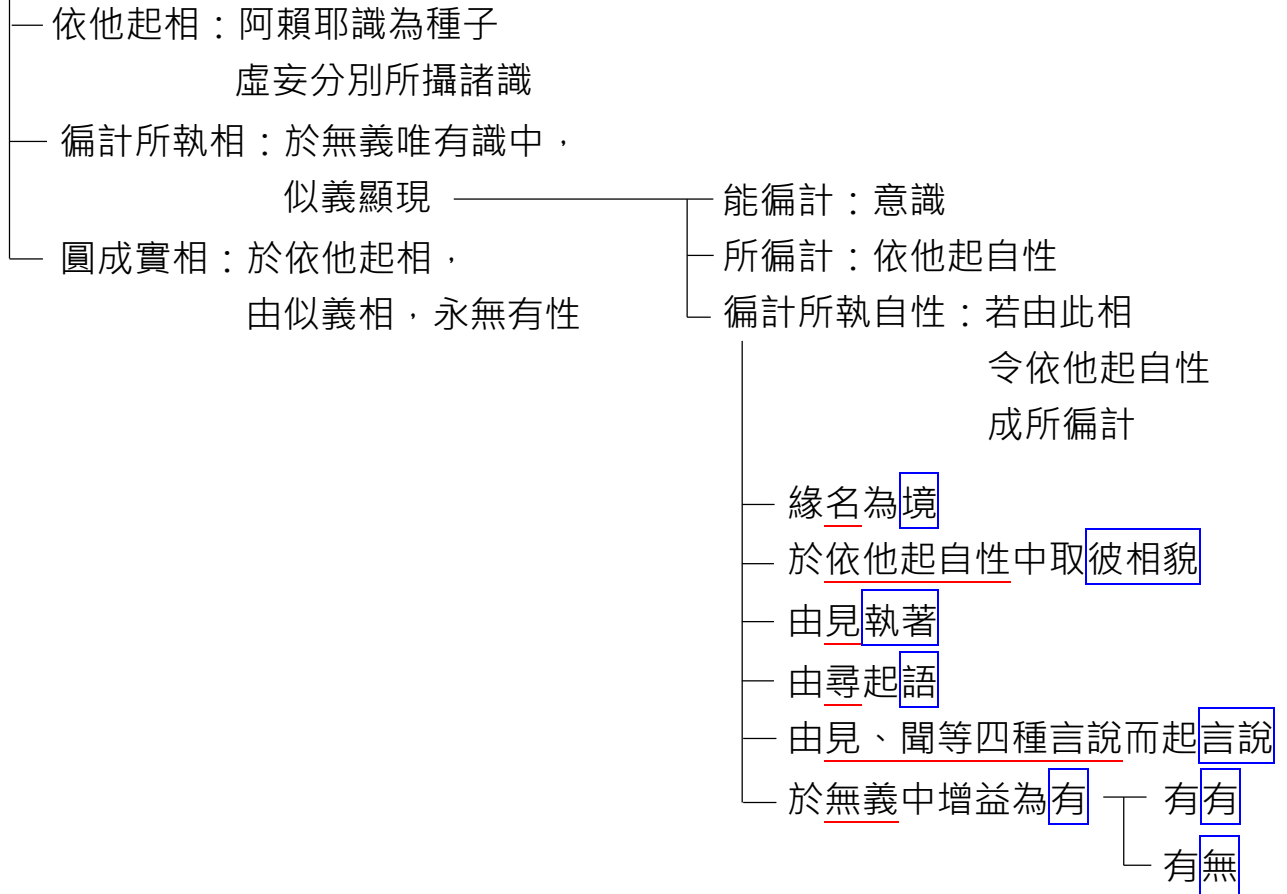 依他起相：阿賴耶識為種子
虛妄分別所攝諸識
徧計所執相：於無義唯有識中，
似義顯現
圓成實相：於依他起相，
由似義相，永無有性
能徧計：意識
所徧計：依他起自性
徧計所執自性：若由此相
令依他起自性
成所徧計
緣名為境
於依他起自性中取彼相貌
由見執著
由尋起語
由見、聞等四種言說而起言說
於無義中增益為有
有有
有無